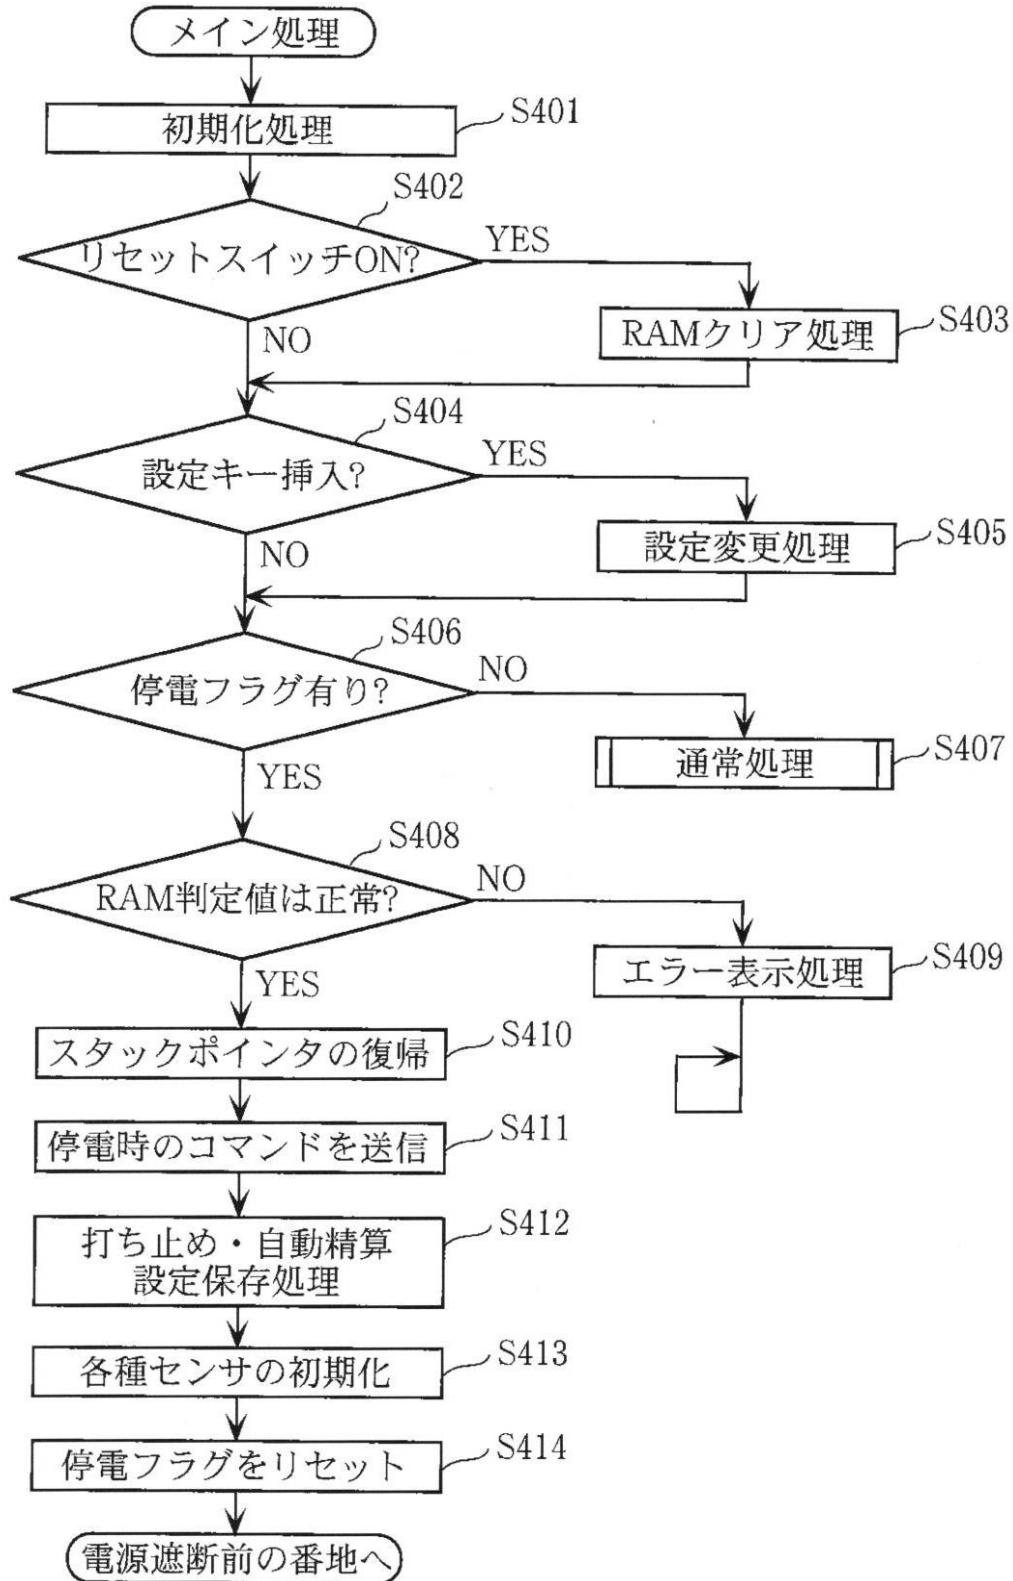 メイン処理
初期化処理
S401
S402
リセットスイッチON?
YES
NO
RAMクリア処理
S403
S404
設定キー挿入?
YES
NO
設定変更処理
S405
S406
停電フラグ有り?
NO
YES
通常処理
S407
S408
RAM判定値は正常?
NO
YES
エラー表示処理
S409
スタックポインタの復帰
S410
停電時のコマンドを送信
S411
打ち止め・自動精算
設定保存処理
S412
各種センサの初期化
S413
停電フラグをリセット
S414
電源遮断前の番地へ